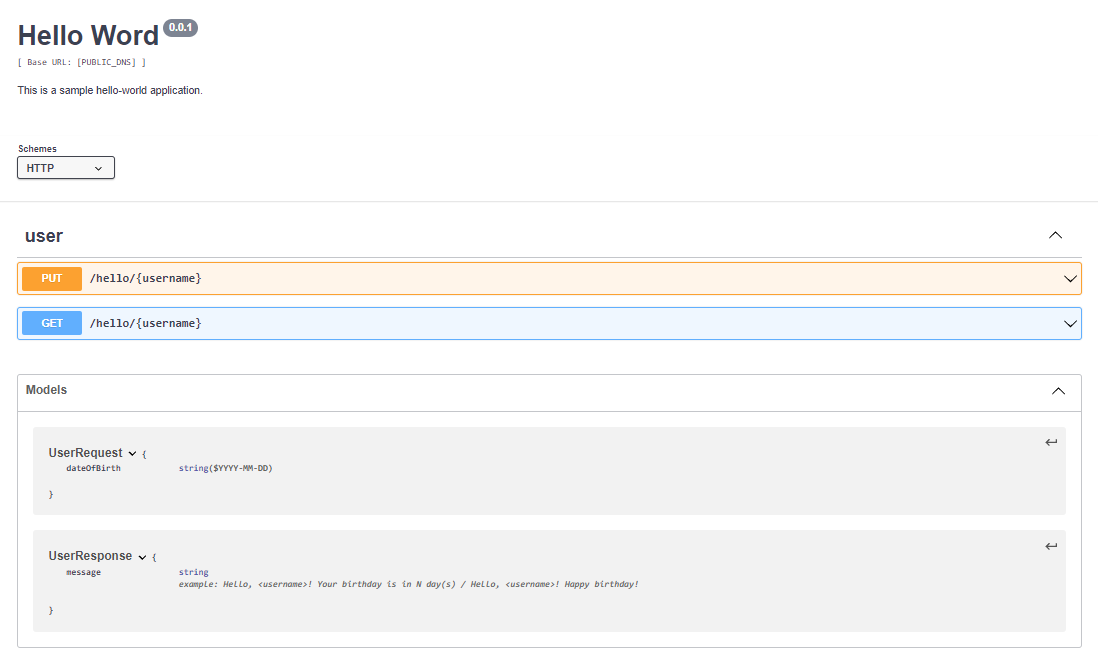 Hello Word 0.0.1
[ Base URL: [PUBLIC_DNS] ]
This is a sample hello-world application.
Schemes
HTTP
user
PUT /hello/{username}
GET /hello/{username}
Models
UserRequest {
dateOfBirth string($YYYY-MM-DD)
}
UserResponse {
message string
example: Hello, <username>! Your birthday is in N day(s) / Hello, <username>! Happy birthday!
}